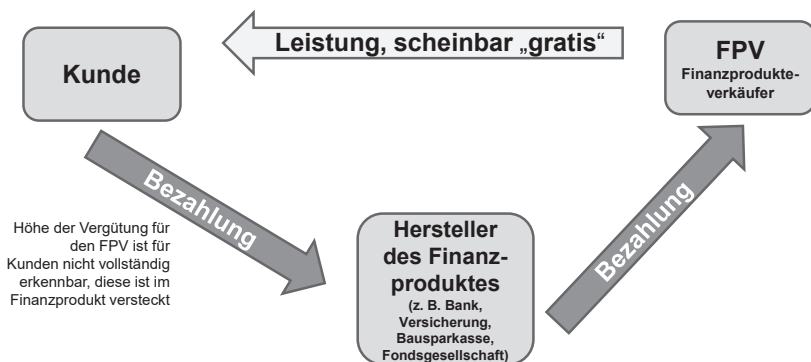 Leistung, scheinbar „gratis“
Kunde
FPV
Finanzprodukte-
verkäufer
Bezahlung
Bezahlung
Höhe der Vergütung für
den FPV ist für
Kunden nicht vollständig
erkennbar, diese ist im
Finanzprodukt versteckt
Hersteller
des Finanz-
produktes
(z. B. Bank,
Versicherung,
Bausparkasse,
Fondsgesellschaft)